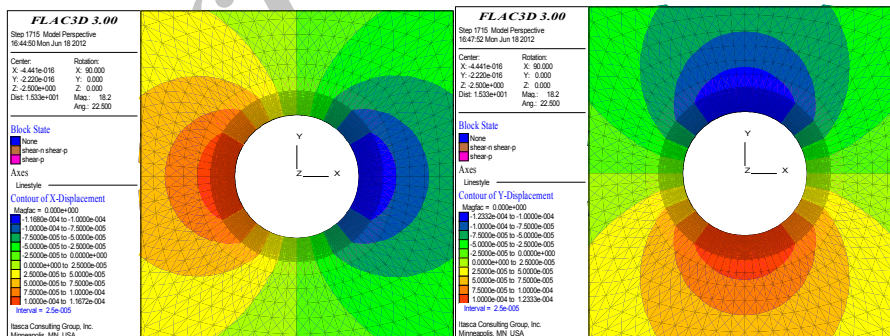 FLAC3D 3.00
Step 1715 Model Perspective
16:44:50 Mon Jun 18 2012
Center: Rotation:
X: -4.441e-016 X: 90.000
Y: -2.220e-016 Y: 0.000
Z: -2.500e+000 Z: 0.000
Dist: 1.533e+001 Mag.: 18.2
Ang.: 22.500
Block State
None
shear-n shear-p
shear-p
Axes
Linestyle
Contour of X-Displacement
Magfac = 0.000e+000
-1.1680e-004 to -1.0000e-004
-1.0000e-004 to -7.5000e-005
-7.5000e-005 to -5.0000e-005
-5.0000e-005 to -2.5000e-005
-2.5000e-005 to 0.0000e+000
0.0000e+000 to 2.5000e-005
2.5000e-005 to 5.0000e-005
5.0000e-005 to 7.5000e-005
7.5000e-005 to 1.0000e-004
1.0000e-004 to 1.1672e-004
Interval = 2.5e-005
Itasca Consulting Group, Inc.
Minneapolis, MN USA
Y
Z X
FLAC3D 3.00
Step 1715 Model Perspective
16:47:52 Mon Jun 18 2012
Center: Rotation:
X: -4.441e-016 X: 90.000
Y: -2.220e-016 Y: 0.000
Z: -2.500e+000 Z: 0.000
Dist: 1.533e+001 Mag.: 18.2
Ang.: 22.500
Block State
None
shear-n shear-p
shear-p
Axes
Linestyle
Contour of Y-Displacement
Magfac = 0.000e+000
-1.2332e-004 to -1.0000e-004
-1.0000e-004 to -7.5000e-005
-7.5000e-005 to -5.0000e-005
-5.0000e-005 to -2.5000e-005
-2.5000e-005 to 0.0000e+000
0.0000e+000 to 2.5000e-005
2.5000e-005 to 5.0000e-005
5.0000e-005 to 7.5000e-005
7.5000e-005 to 1.0000e-004
1.0000e-004 to 1.2333e-004
Interval = 2.5e-005
Itasca Consulting Group, Inc.
Minneapolis, MN USA
Y
Z X